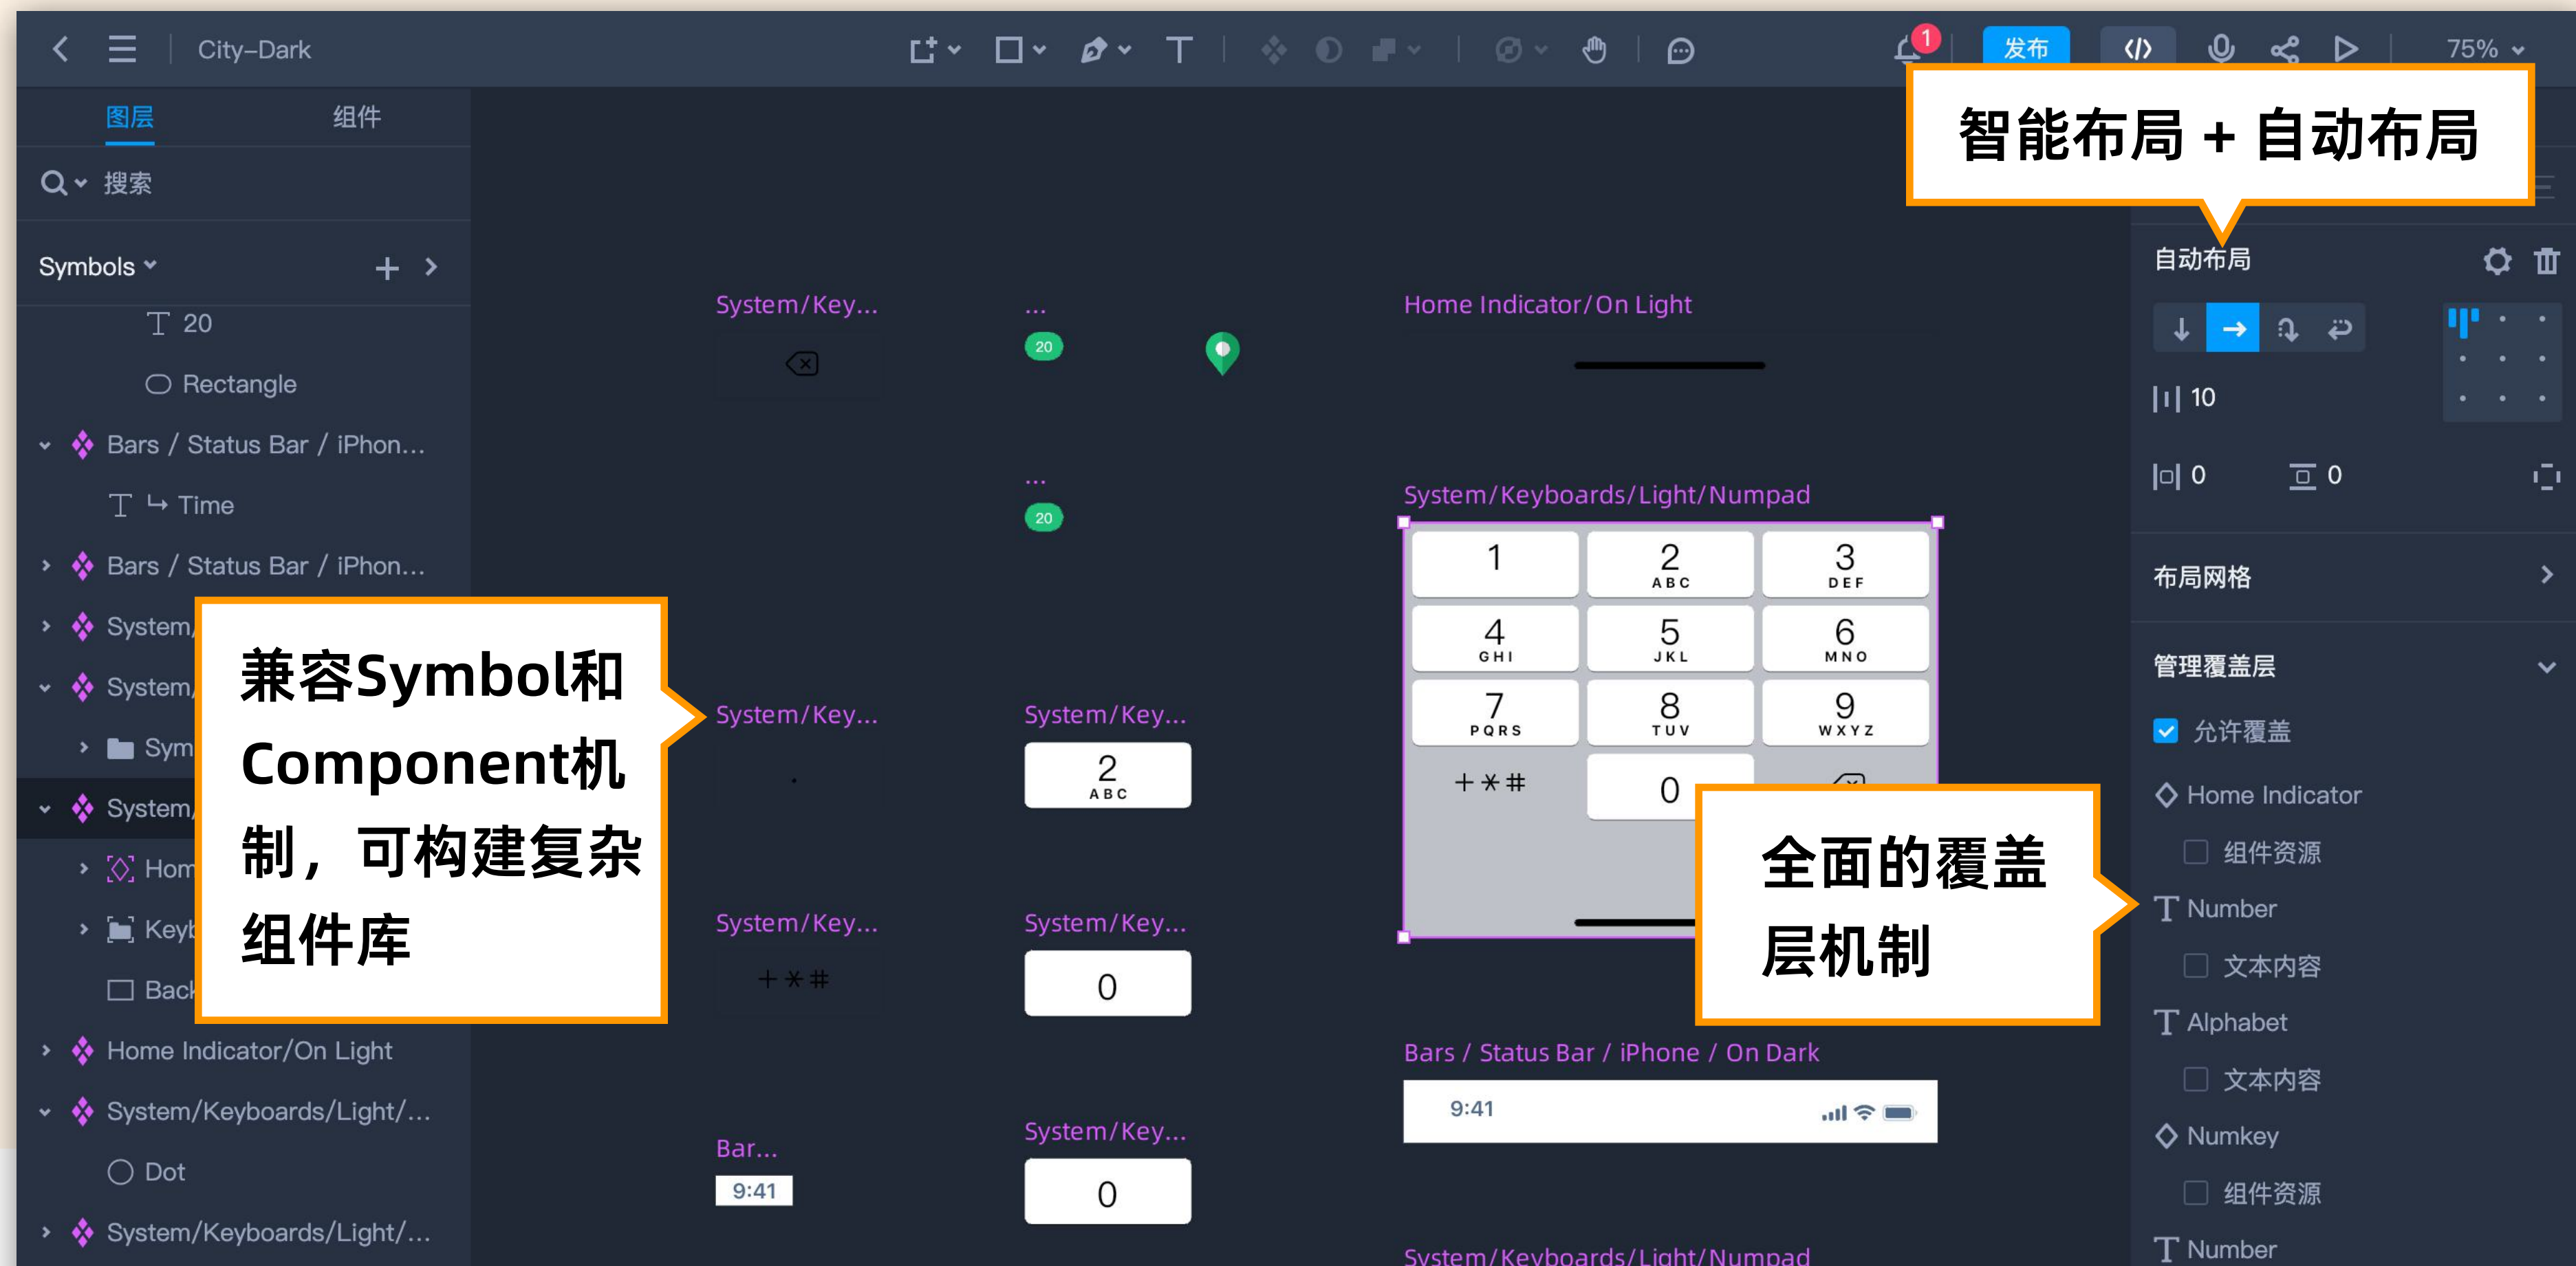 City-Dark
1
发布
75%
图层
组件
智能布局 + 自动布局
搜索
Symbols
自动布局
20
Rectangle
Bars / Status Bar / iPhon...
Time
Bars / Status Bar / iPhon...
System/
System/
Sym
System/
Hom
Keyb
Back
Home Indicator/On Light
System/Keyboards/Light/...
Dot
System/Keyboards/Light/...
兼容Symbol和
Component机
制，可构建复杂
组件库
System/Key...
...
20
...
20
Home Indicator/On Light
System/Keyboards/Light/Numpad
1
2
ABC
3
DEF
4
GHI
5
JKL
6
MNO
7
PQRS
8
TUV
9
WXYZ
+*#
0
System/Key...
System/Key...
2
ABC
System/Key...
+*#
System/Key...
0
全面的覆盖
层机制
Bars / Status Bar / iPhone / On Dark
9:41
Bar...
9:41
System/Key...
0
System/Keyboards/Light/Numpad
10
0
0
布局网格
管理覆盖层
允许覆盖
Home Indicator
组件资源
Number
文本内容
Alphabet
文本内容
Numkey
组件资源
Number